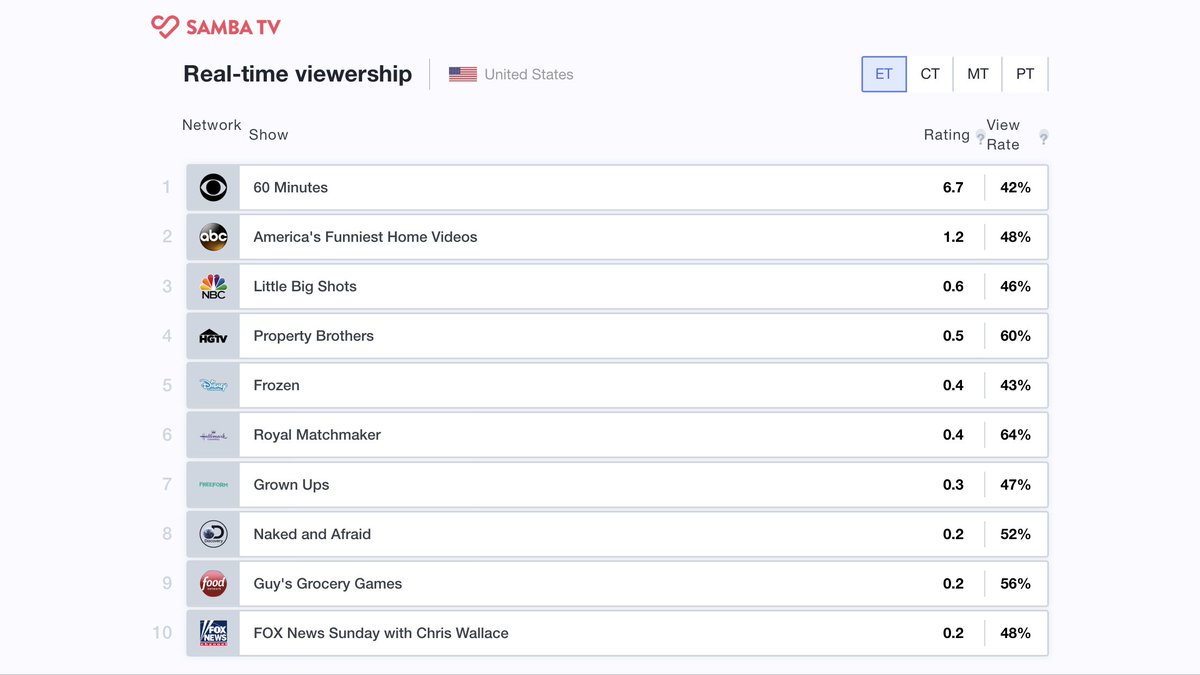 SAMBA TV
Real-time viewership United States ET CT MT PT
Network Show Rating ? View Rate ?
1 60 Minutes 6.7 42%
2 abc America's Funniest Home Videos 1.2 48%
3 NBC Little Big Shots 0.6 46%
4 HGTV Property Brothers 0.5 60%
5 Disney Frozen 0.4 43%
6 Hallmark Royal Matchmaker 0.4 64%
7 FREEFORM Grown Ups 0.3 47%
8 Discovery Naked and Afraid 0.2 52%
9 food network Guy's Grocery Games 0.2 56%
10 FOX NEWS channel FOX News Sunday with Chris Wallace 0.2 48%